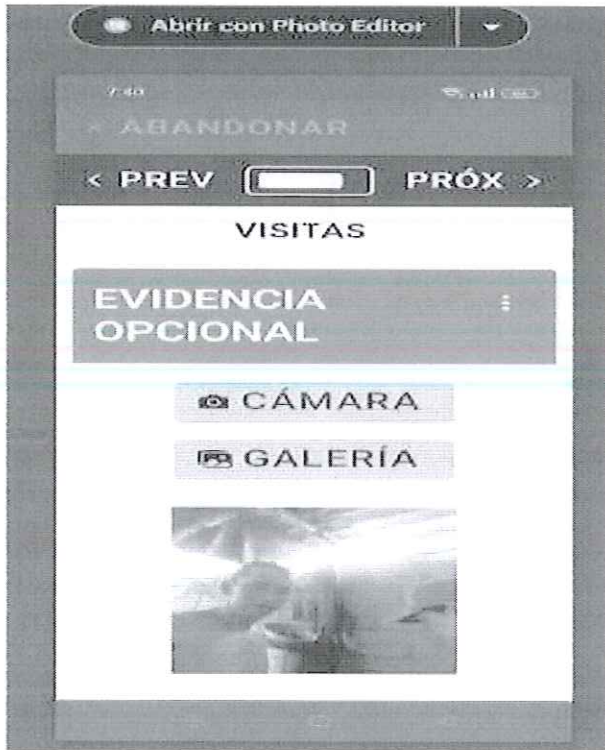 Abrir con Photo Editor
7:40
× ABANDONAR
< PREV PRÓX >
VISITAS
EVIDENCIA
OPCIONAL
CÁMARA
GALERÍA